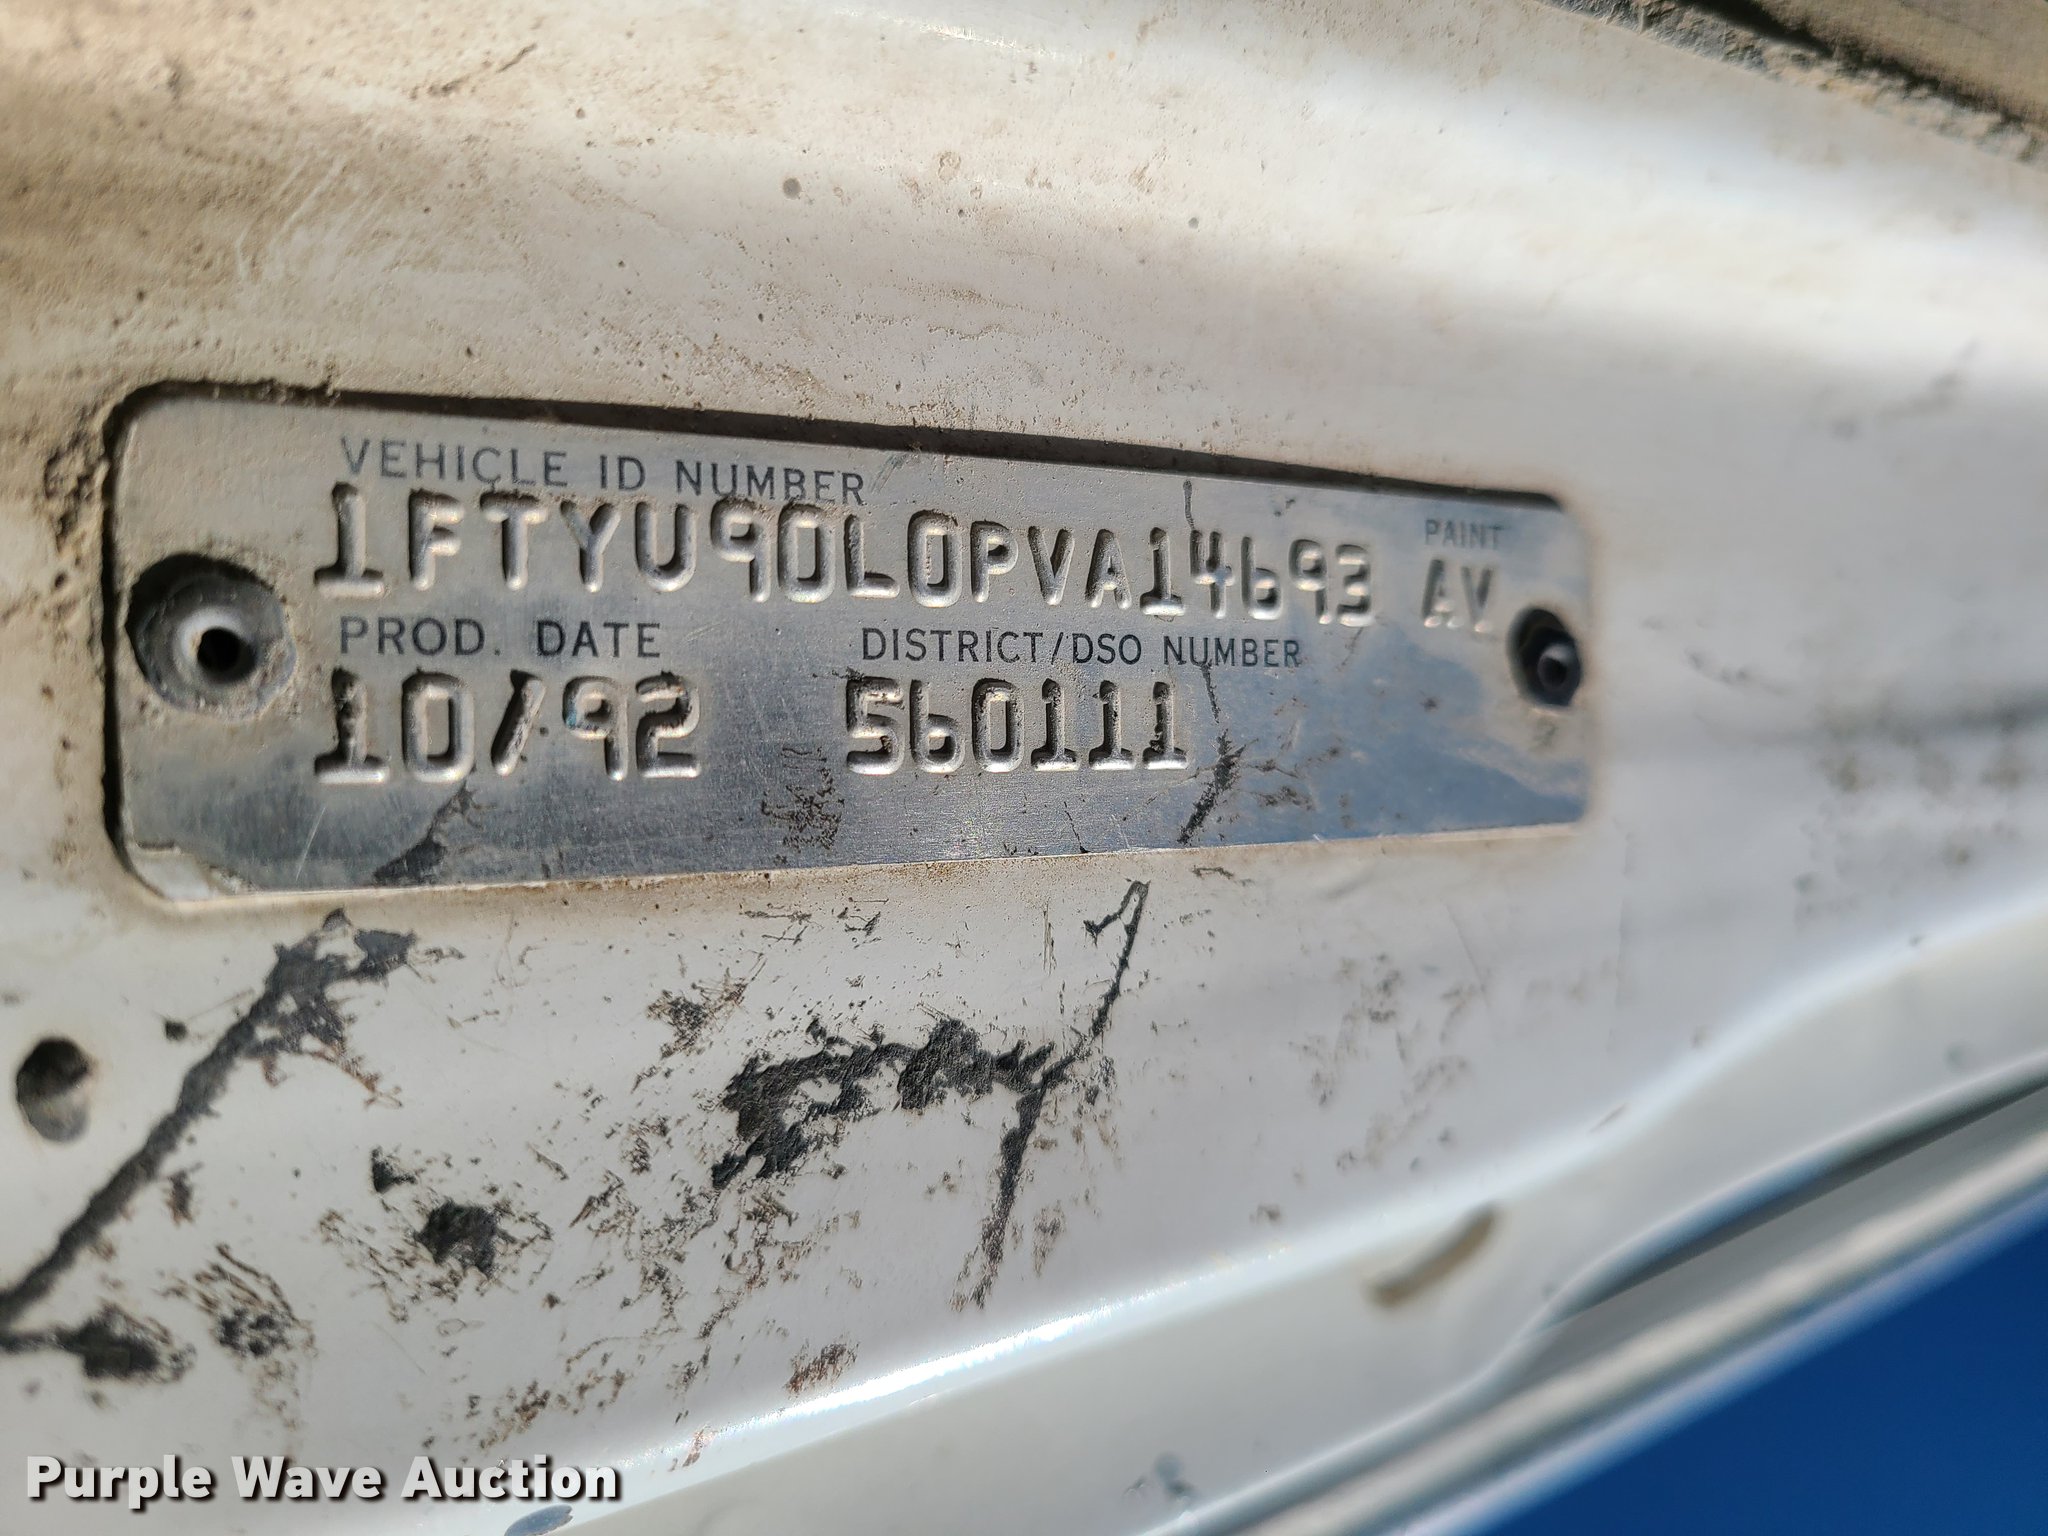 VEHICLE ID NUMBER
1FTYU90L0PVA14693
PAINT
AV
PROD. DATE
10/92
DISTRICT/DSO NUMBER
560111
Purple Wave Auction